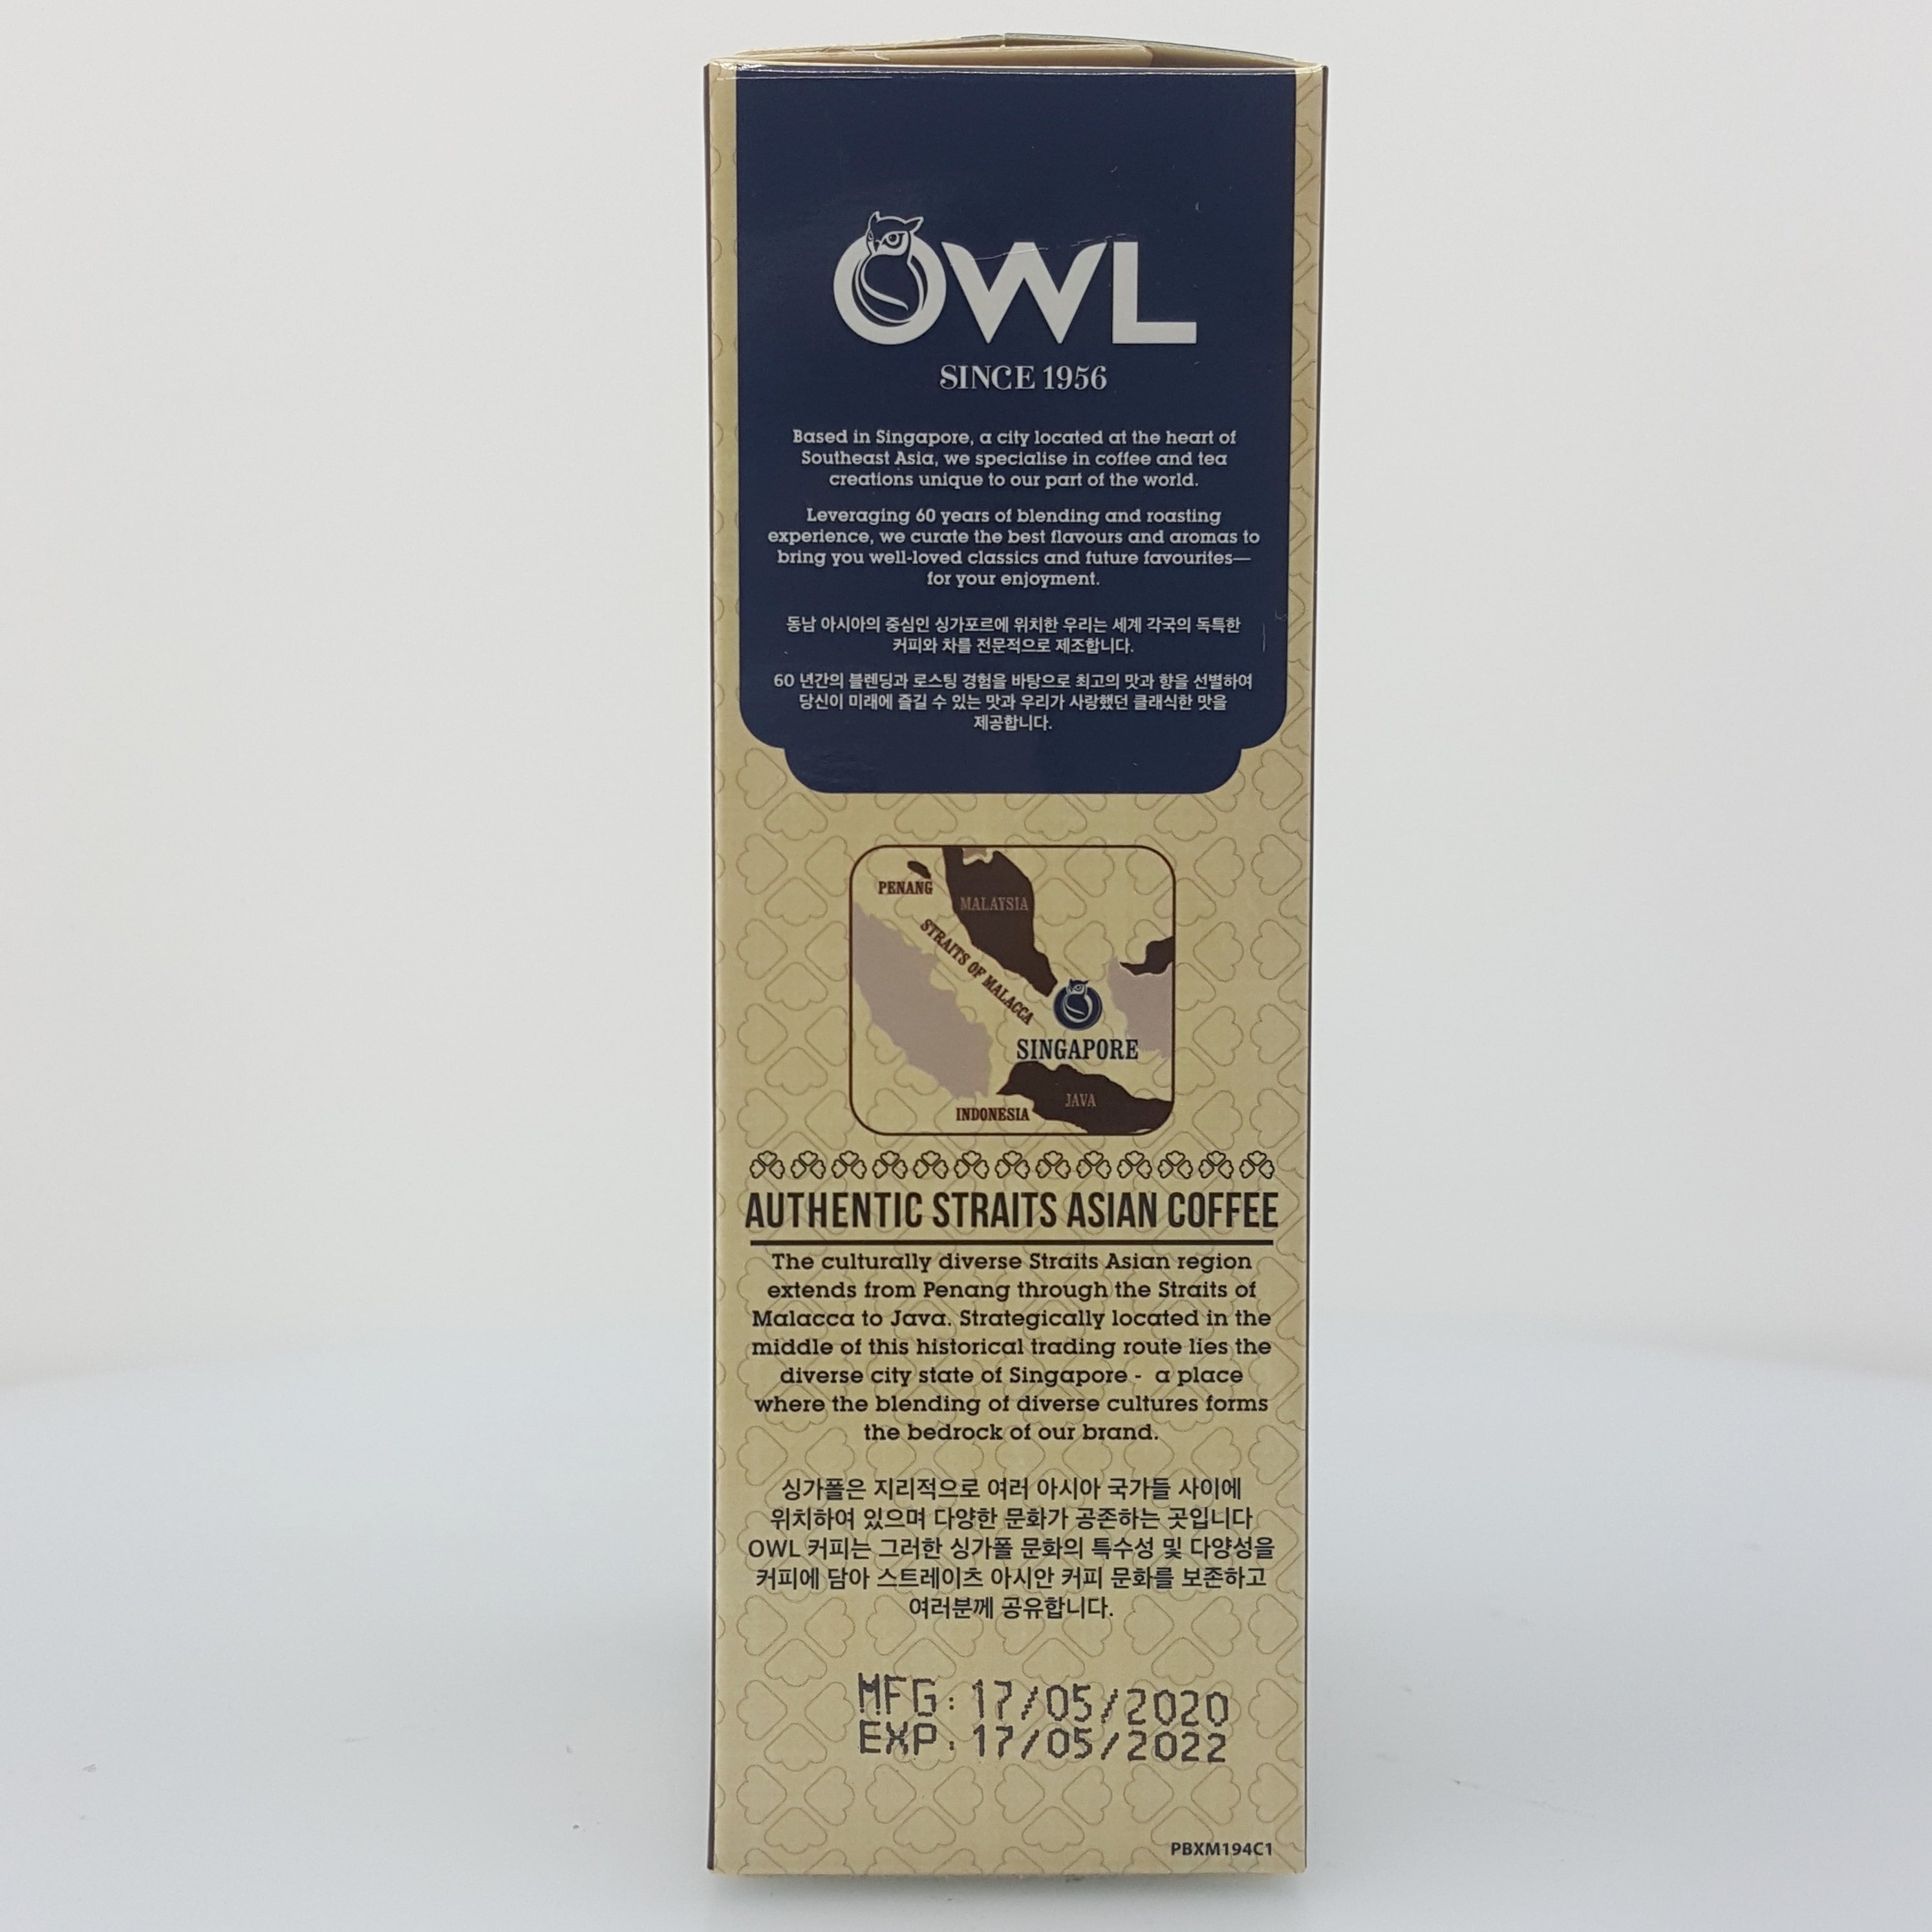 OWL
SINCE 1956
Based in Singapore, a city located at the heart of
Southeast Asia, we specialise in coffee and tea
creations unique to our part of the world.
Leveraging 60 years of blending and roasting
experience, we curate the best flavours and aromas to
bring you well-loved classics and future favourites—
for your enjoyment.
동남 아시아의 중심인 싱가포르에 위치한 우리는 세계 각국의 독특한
커피와 차를 전문적으로 제조합니다.
60 년간의 블렌딩과 로스팅 경험을 바탕으로 최고의 맛과 향을 선별하여
당신이 미래에 즐길 수 있는 맛과 우리가 사랑했던 클래식한 맛을
제공합니다.
PENANG
MALAYSIA
STRAITS OF MALACCA
SINGAPORE
JAVA
INDONESIA
AUTHENTIC STRAITS ASIAN COFFEE
The culturally diverse Straits Asian region
extends from Penang through the Straits of
Malacca to Java. Strategically located in the
middle of this historical trading route lies the
diverse city state of Singapore - a place
where the blending of diverse cultures forms
the bedrock of our brand.
싱가폴은 지리적으로 여러 아시아 국가들 사이에
위치하여 있으며 다양한 문화가 공존하는 곳입니다
OWL 커피는 그러한 싱가폴 문화의 특수성 및 다양성을
커피에 담아 스트레이츠 아시안 커피 문화를 보존하고
여러분께 공유합니다.
MFG: 17/05/2020
EXP: 17/05/2022
PBXM194C1